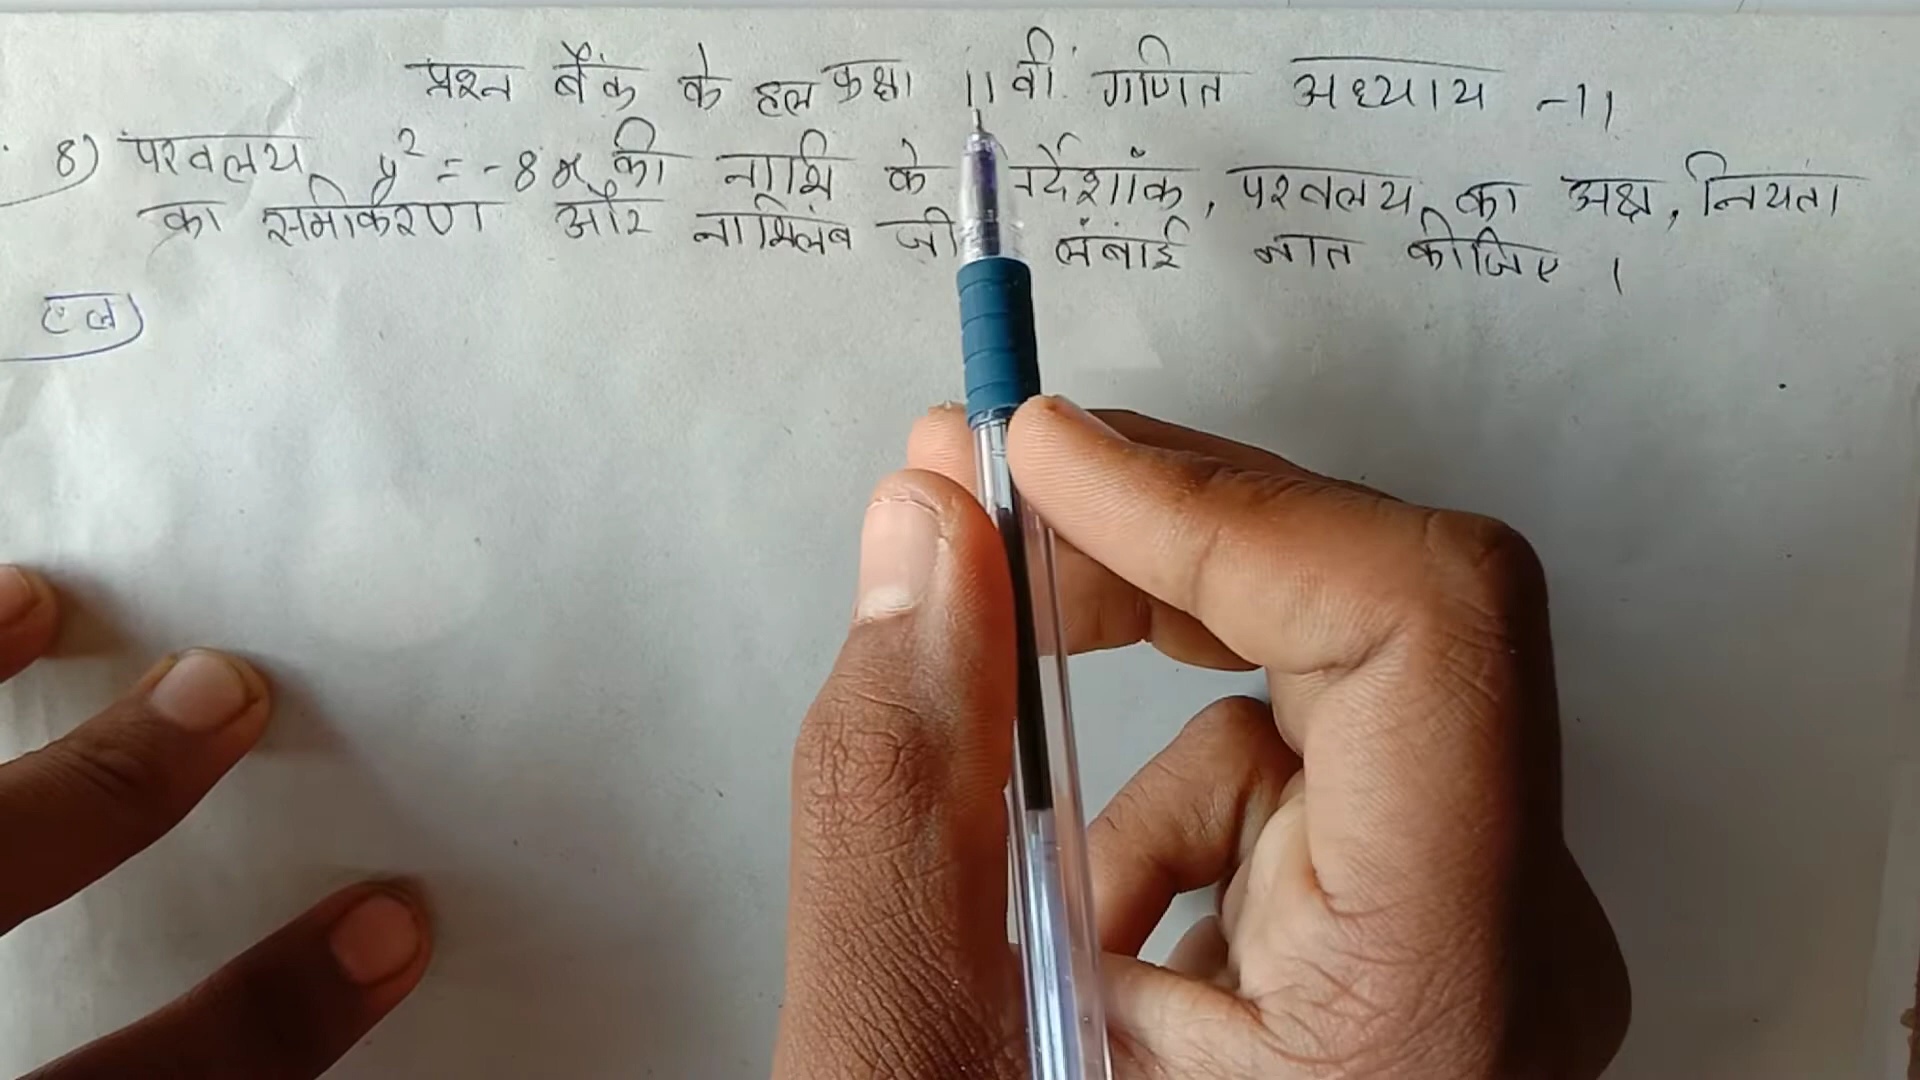 प्रश्न बैंक के हल कक्षा 11वीं गणित अध्याय -11
8) परवलय y² = -8x की नाभि के र्देशांक, परवलय का अक्ष, नियता
का समीकरण और नाभिलंब जी लंबाई ज्ञात कीजिए ।
हल